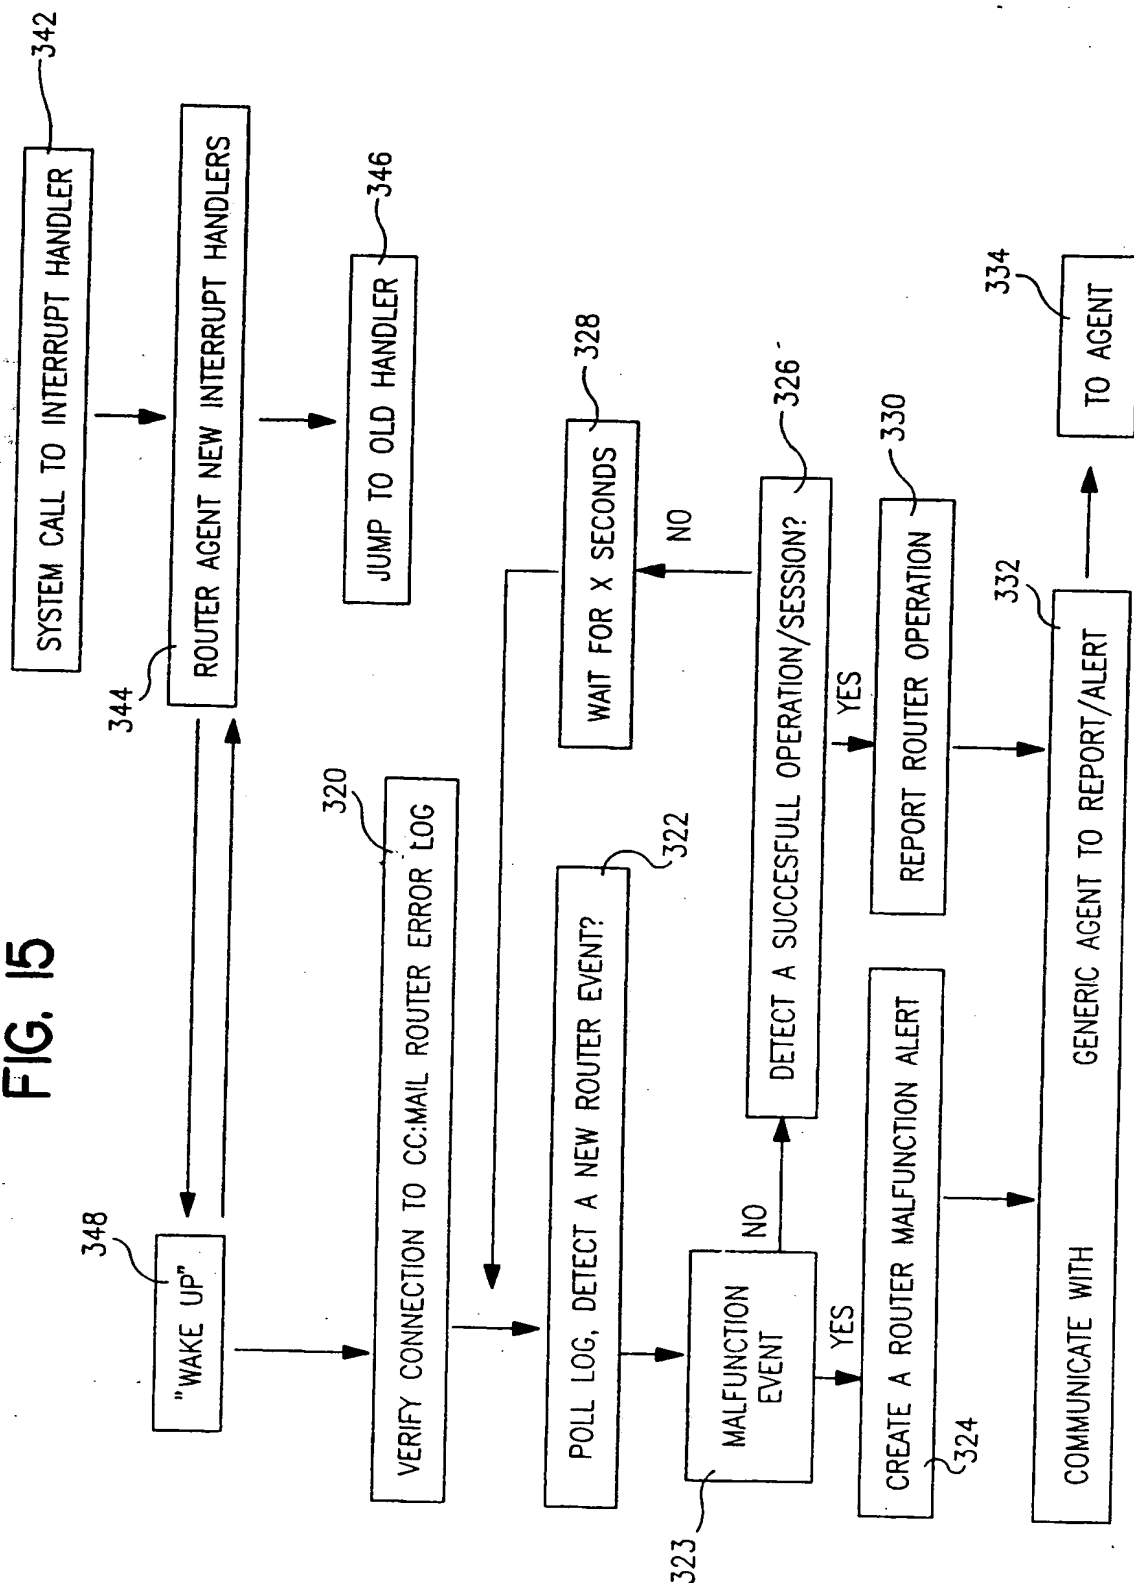 FIG. 15
342
SYSTEM CALL TO INTERRUPT HANDLER
344
ROUTER AGENT NEW INTERRUPT HANDLERS
346
JUMP TO OLD HANDLER
348
"WAKE UP"
320
VERIFY CONNECTION TO CC:MAIL ROUTER ERROR LOG
328
WAIT FOR X SECONDS
322
POLL LOG, DETECT A NEW ROUTER EVENT?
NO
323
MALFUNCTION
EVENT
NO
326
DETECT A SUCCESFULL OPERATION/SESSION?
YES
YES
324
CREATE A ROUTER MALFUNCTION ALERT
330
REPORT ROUTER OPERATION
332
COMMUNICATE WITH GENERIC AGENT TO REPORT/ALERT
334
TO AGENT